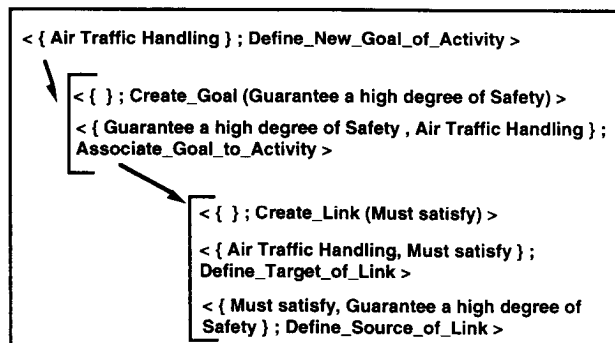 < { Air Traffic Handling } ; Define_New_Goal_of_Activity >
< { } ; Create_Goal (Guarantee a high degree of Safety) >
< { Guarantee a high degree of Safety , Air Traffic Handling } ;
Associate_Goal_to_Activity >
< { } ; Create_Link (Must satisfy) >
< { Air Traffic Handling, Must satisfy } ;
Define_Target_of_Link >
< { Must satisfy, Guarantee a high degree of
Safety } ; Define_Source_of_Link >